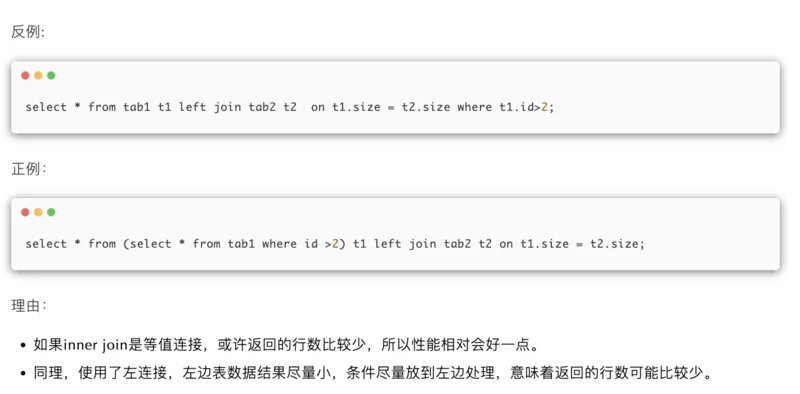 反例:
select * from tab1 t1 left join tab2 t2  on t1.size = t2.size where t1.id>2;
正例：
select * from (select * from tab1 where id >2) t1 left join tab2 t2 on t1.size = t2.size;
理由：
• 如果inner join是等值连接，或许返回的行数比较少，所以性能相对会好一点。
• 同理，使用了左连接，左边表数据结果尽量小，条件尽量放到左边处理，意味着返回的行数可能比较少。